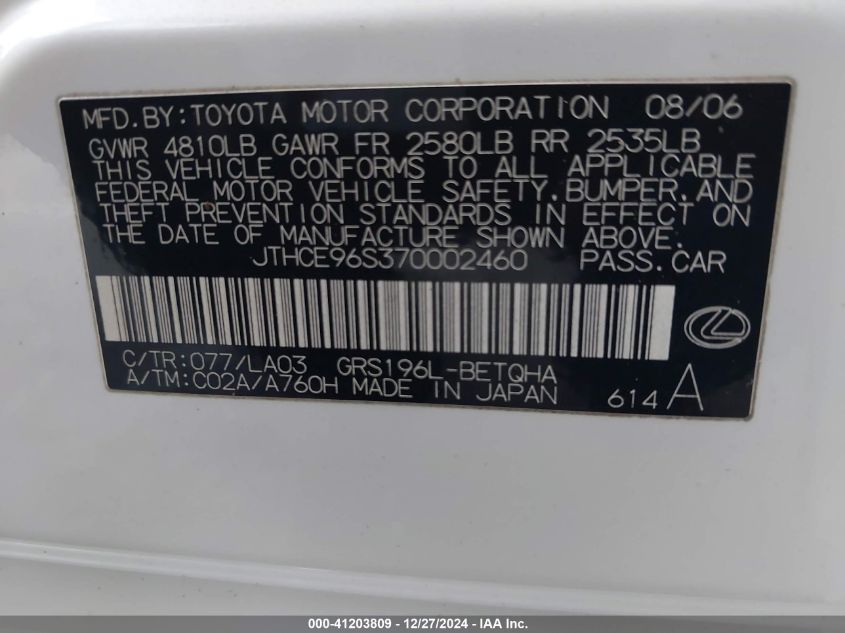 MFD.BY:TOYOTA MOTOR CORPORATION 08/06
GVWR 4810LB GAWR FR 2580LB RR 2535LB
THIS VEHICLE CONFORMS TO ALL APPLICABLE
FEDERAL MOTOR VEHICLE SAFETY,BUMPER,AND
THEFT PREVENTION STANDARDS IN EFFECT ON
THE DATE OF MANUFACTURE SHOWN ABOVE.
JTHCE96S370002460 PASS.CAR
C/TR:077/LA03 GRS196L-BETQHA
A/TM:C02A/A760H MADE IN JAPAN 614 A
000-41203809 - 12/27/2024 - IAA Inc.